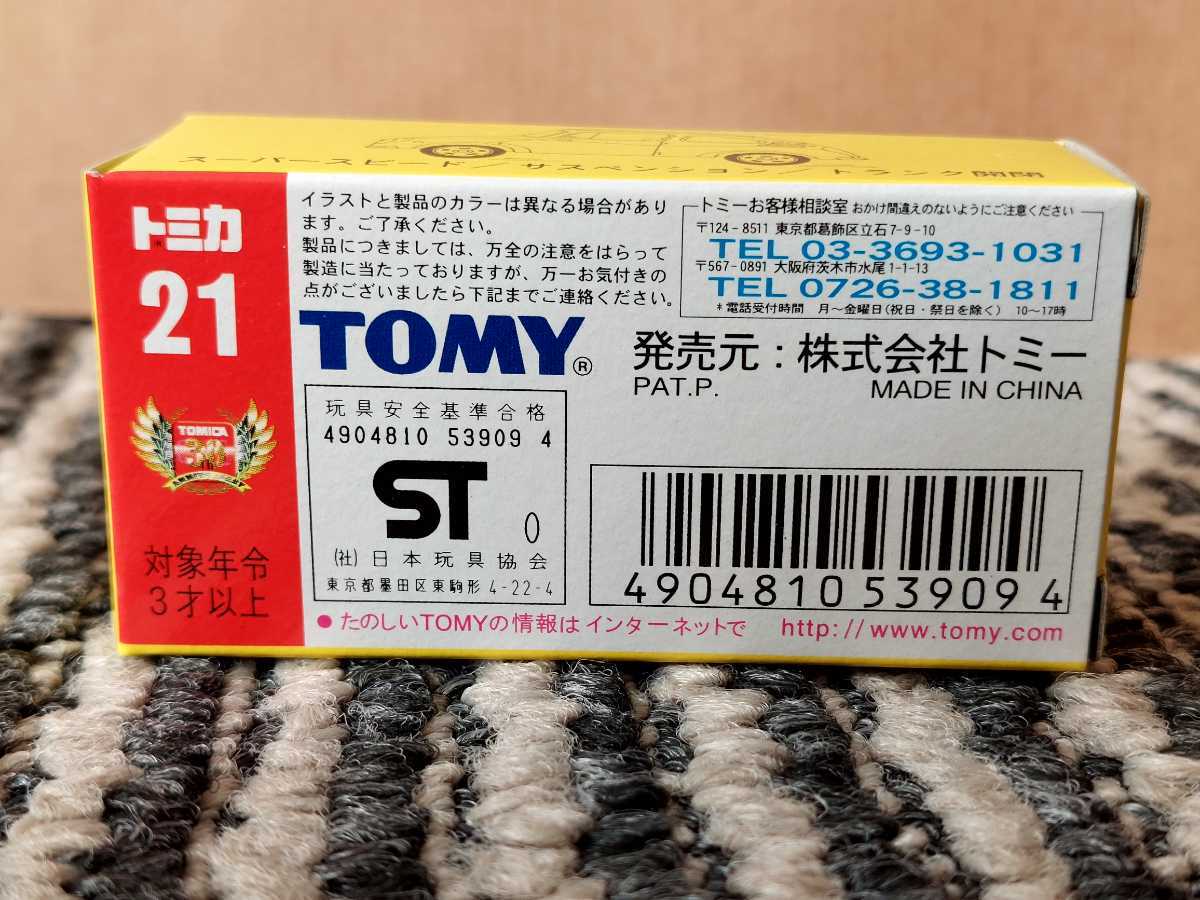 スーパースピード/サスペンション/トランク開閉
トミカ
21
TOMICA
30
対象年令
3才以上
イラストと製品のカラーは異なる場合があり
ます。ご了承ください。
製品につきましては、万全の注意をはらって
製造に当たっておりますが、万一お気付きの
点がございましたら下記までご連絡ください。
トミーお客様相談室 おかけ間違えのないようにご注意ください
〒124-8511 東京都葛飾区立石7-9-10
TEL 03-3693-1031
〒567-0891 大阪府茨木市水尾1-1-13
TEL 0726-38-1811
*電話受付時間 月~金曜日(祝日・祭日を除く) 10~17時
TOMY®
発売元:株式会社トミー
PAT.P. MADE IN CHINA
玩具安全基準合格
4904810 53909 4
ST 0
(社)日本玩具協会
東京都墨田区東駒形 4-22-4
4904810 539094
●たのしいTOMYの情報はインターネットで http://www.tomy.com